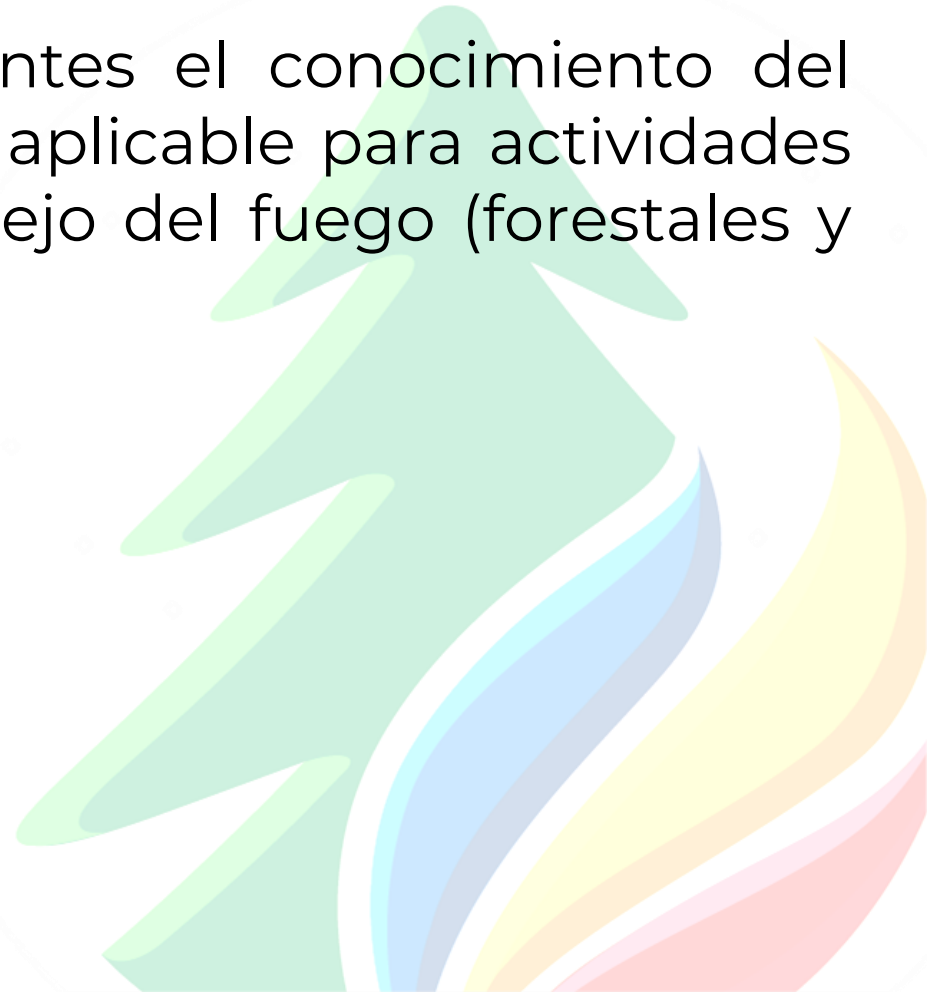 ntes el conocimiento del
aplicable para actividades
ejo del fuego (forestales y